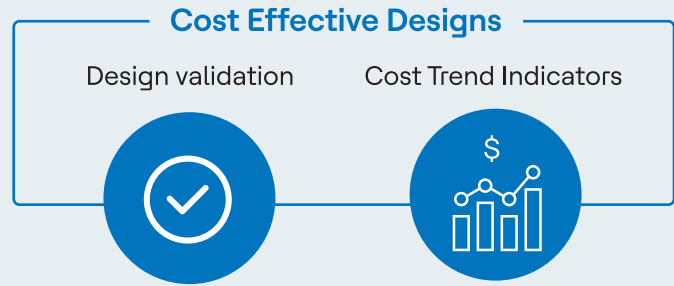 Cost Effective Designs
Design validation
Cost Trend Indicators
$